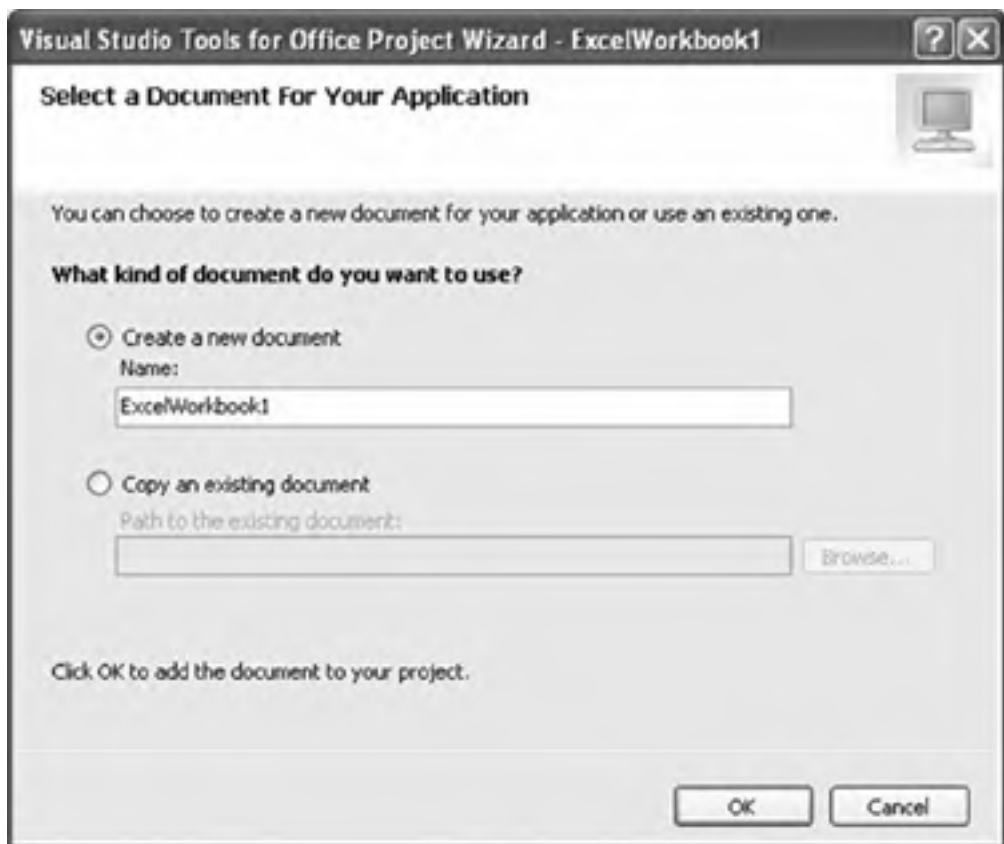 Visual Studio Tools for Office Project Wizard - ExcelWorkbook1
Select a Document For Your Application
You can choose to create a new document for your application or use an existing one.
What kind of document do you want to use?
Create a new document
Name:
ExcelWorkbook1
Copy an existing document
Path to the existing document:
Browse...
Click OK to add the document to your project.
OK Cancel